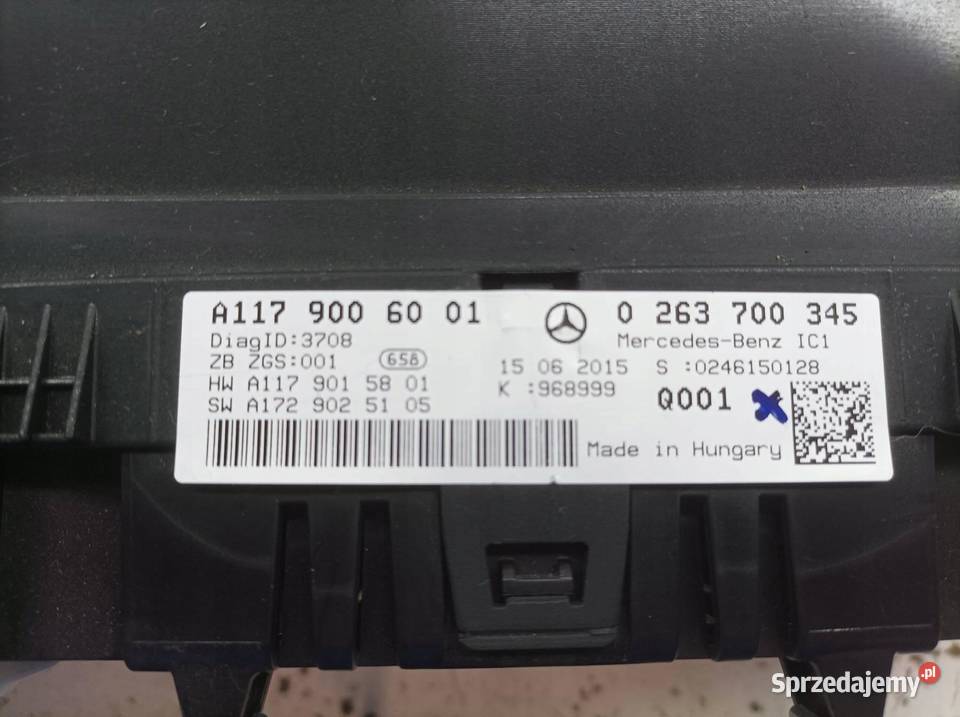 A117 900 60 01
0 263 700 345
DiagID:3708
Mercedes-Benz IC1
ZB ZGS:001
658
15 06 2015 S :0246150128
HW A117 901 58 01
K :968999
SW A172 902 51 05
Q001
Made in Hungary
Sprzedajemy.pl